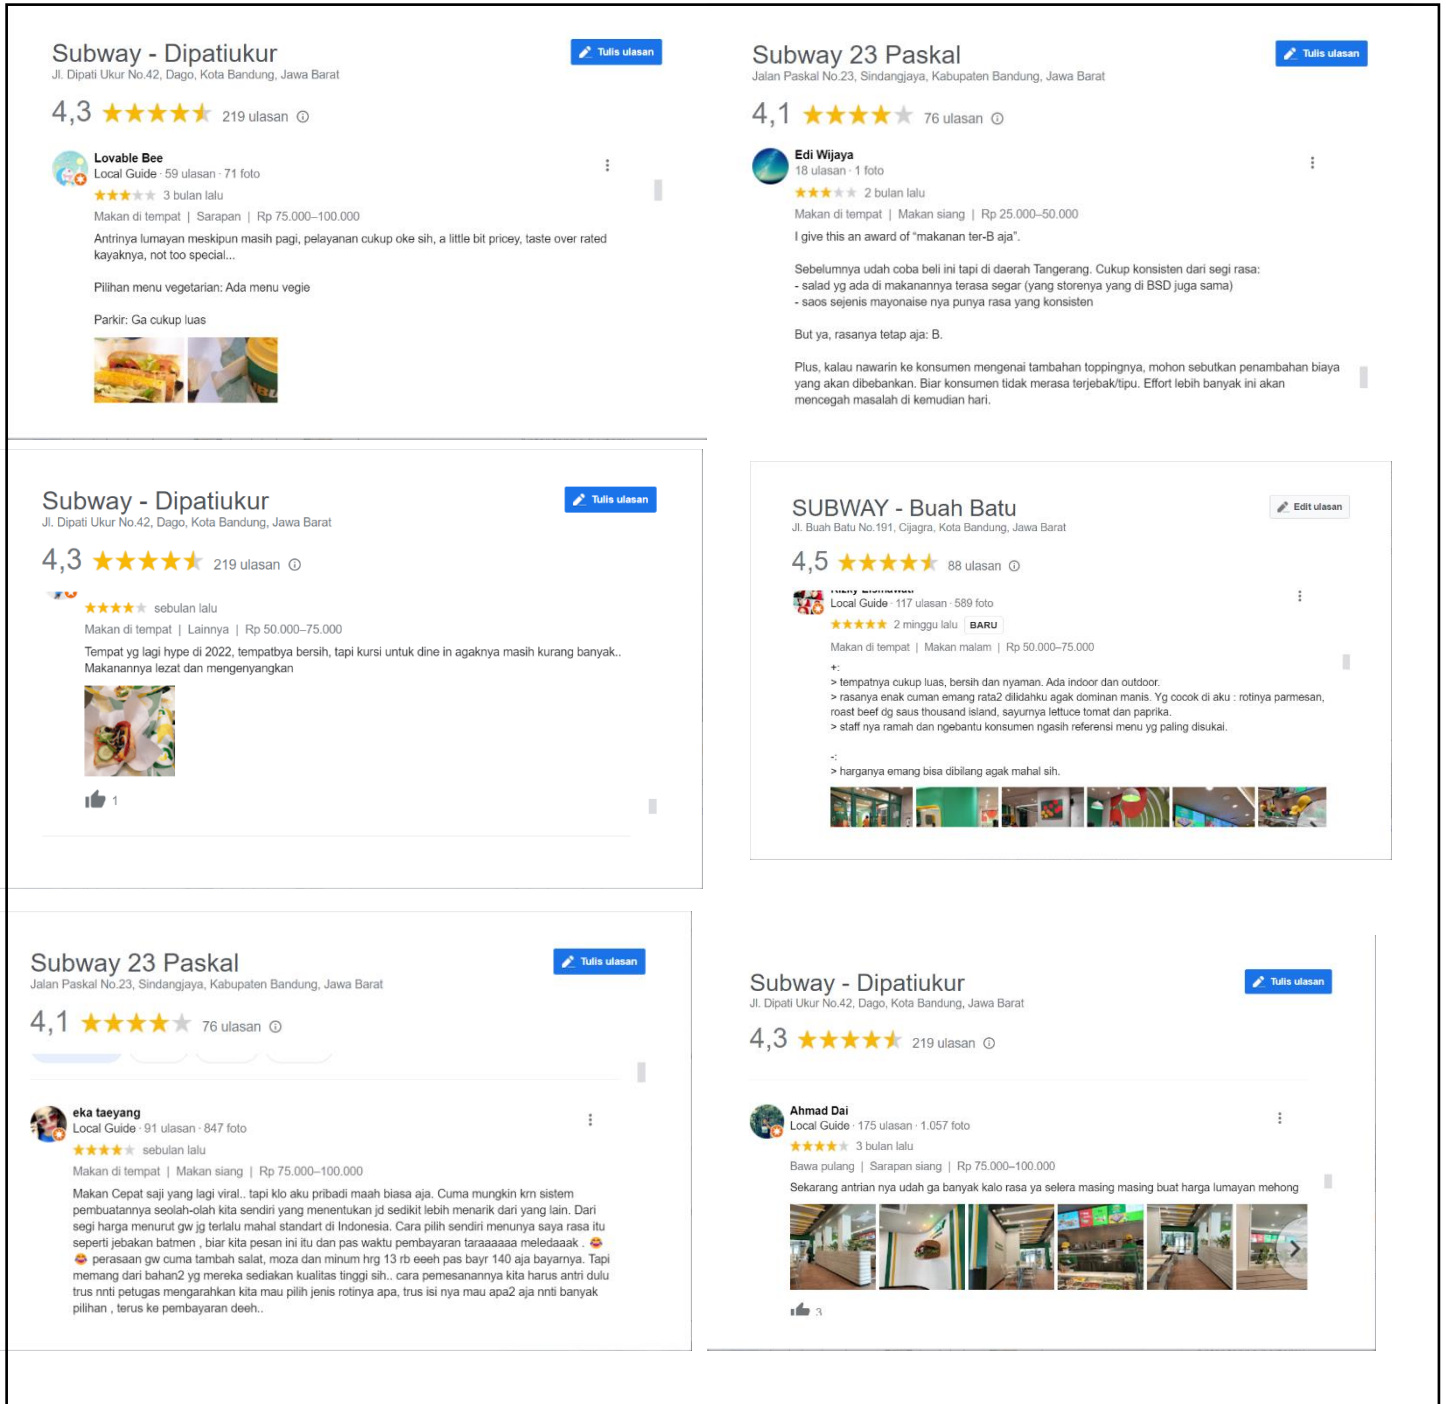 Subway - Dipatiukur
Tulis ulasan
Jl. Dipati Ukur No.42, Dago, Kota Bandung, Jawa Barat
4,3
219 ulasan
Lovable Bee
Local Guide · 59 ulasan · 71 foto
3 bulan lalu
Makan di tempat | Sarapan | Rp 75.000–100.000
Antrinya lumayan meskipun masih pagi, pelayanan cukup oke sih, a little bit pricey, taste over rated
kayaknya, not too special...
Pilihan menu vegetarian: Ada menu vegie
Parkir: Ga cukup luas
Subway 23 Paskal
Tulis ulasan
Jalan Paskal No.23, Sindangjaya, Kabupaten Bandung, Jawa Barat
4,1
76 ulasan
Edi Wijaya
18 ulasan · 1 foto
2 bulan lalu
Makan di tempat | Makan siang | Rp 25.000–50.000
I give this an award of “makanan ter-B aja”.
Sebelumnya udah coba beli ini tapi di daerah Tangerang. Cukup konsisten dari segi rasa:
- salad yg ada di makanannya terasa segar (yang storenya yang di BSD juga sama)
- saos sejenis mayonaise nya punya rasa yang konsisten
But ya, rasanya tetap aja: B.
Plus, kalau nawarin ke konsumen mengenai tambahan toppingnya, mohon sebutkan penambahan biaya
yang akan dibebankan. Biar konsumen tidak merasa terjebak/tipu. Effort lebih banyak ini akan
mencegah masalah di kemudian hari.
Subway - Dipatiukur
Tulis ulasan
Jl. Dipati Ukur No.42, Dago, Kota Bandung, Jawa Barat
4,3
219 ulasan
sebulan lalu
Makan di tempat | Lainnya | Rp 50.000–75.000
Tempat yg lagi hype di 2022, tempatbya bersih, tapi kursi untuk dine in agaknya masih kurang banyak..
Makanannya lezat dan mengenyangkan
1
SUBWAY - Buah Batu
Edit ulasan
Jl. Buah Batu No.191, Cijagra, Kota Bandung, Jawa Barat
4,5
88 ulasan
Local Guide · 117 ulasan · 589 foto
2 minggu lalu BARU
Makan di tempat | Makan malam | Rp 50.000–75.000
+:
> tempatnya cukup luas, bersih dan nyaman. Ada indoor dan outdoor.
> rasanya enak cuman emang rata2 dilidahku agak dominan manis. Yg cocok di aku : rotinya parmesan,
roast beef dg saus thousand island, sayurnya lettuce tomat dan paprika.
> staff nya ramah dan ngebantu konsumen ngasih referensi menu yg paling disukai.
-:
> harganya emang bisa dibilang agak mahal sih.
Subway 23 Paskal
Tulis ulasan
Jalan Paskal No.23, Sindangjaya, Kabupaten Bandung, Jawa Barat
4,1
76 ulasan
eka taeyang
Local Guide · 91 ulasan · 847 foto
sebulan lalu
Makan di tempat | Makan siang | Rp 75.000–100.000
Makan Cepat saji yang lagi viral.. tapi klo aku pribadi maah biasa aja. Cuma mungkin krn sistem
pembuatannya seolah-olah kita sendiri yang menentukan jd sedikit lebih menarik dari yang lain. Dari
segi harga menurut gw jg terlalu mahal standart di Indonesia. Cara pilih sendiri menunya saya rasa itu
seperti jebakan batmen , biar kita pesan ini itu dan pas waktu pembayaran taraaaaaa meledaaak . 😂
😂 perasaan gw cuma tambah salat, moza dan minum hrg 13 rb eeeh pas bayr 140 aja bayarnya. Tapi
memang dari bahan2 yg mereka sediakan kualitas tinggi sih.. cara pemesanannya kita harus antri dulu
trus nnti petugas mengarahkan kita mau pilih jenis rotinya apa, trus isi nya mau apa2 aja nnti banyak
pilihan , terus ke pembayaran deeh..
Subway - Dipatiukur
Tulis ulasan
Jl. Dipati Ukur No.42, Dago, Kota Bandung, Jawa Barat
4,3
219 ulasan
Ahmad Dai
Local Guide · 175 ulasan · 1.057 foto
3 bulan lalu
Bawa pulang | Sarapan siang | Rp 75.000–100.000
Sekarang antrian nya udah ga banyak kalo rasa ya selera masing masing buat harga lumayan mehong
3